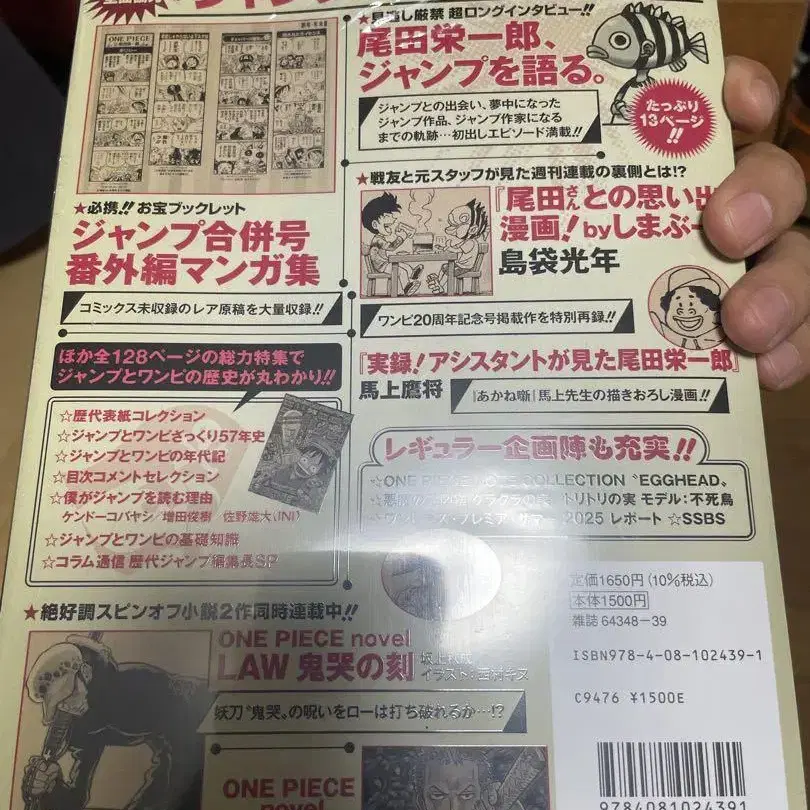 ★見逃し厳禁 超ロングインタビュー!!
尾田栄一郎、
ジャンプを語る。
ジャンプとの出会い、夢中になった
ジャンプ作品、ジャンプ作家になる
までの軌跡…初出しエピソード満載!!
たっぷり
13ページ
!!
ONE PIECE
★必携!! お宝ブックレット
ジャンプ合併号
番外編マンガ集
コミックス未収録のレア原稿を大量収録!!
★戦友と元スタッフが見た週刊連載の裏側とは!?
『尾田さんとの思い出
漫画!byしまぶー
島袋光年
ワンピ20周年記念号掲載作を特別再録!!
『実録!アシスタントが見た尾田栄一郎』
馬上鷹将
『あかね噺』馬上先生の描きおろし漫画!!
ほか全128ページの総力特集で
ジャンプとワンピの歴史が丸わかり!!
☆歴代表紙コレクション
☆ジャンプとワンピざっくり57年史
☆ジャンプとワンピの年代記
☆目次コメントセレクション
☆僕がジャンプを読む理由
ケンドーコバヤシ/増田俊樹/佐野雄大(INI)
☆ジャンプとワンピの基礎知識
☆コラム通信 歴代ジャンプ編集長SP
レギュラー企画陣も充実!!
☆ONE PIECE COLLECTION "EGGHEAD"
トリトリの実 モデル:不死鳥
2025 レポート ☆SSBS
★絶好調スピンオフ小説2作同時連載中!!
ONE PIECE novel
LAW 鬼哭の刻
イラスト:
妖刀"鬼哭"の呪いをローは打ち破れるか…!?
ONE PIECE
novel
定価1650円(10%税込)
本体1500円
雑誌 64348-39
ISBN978-4-08-102439-1
C9476 ¥1500E
978408102439